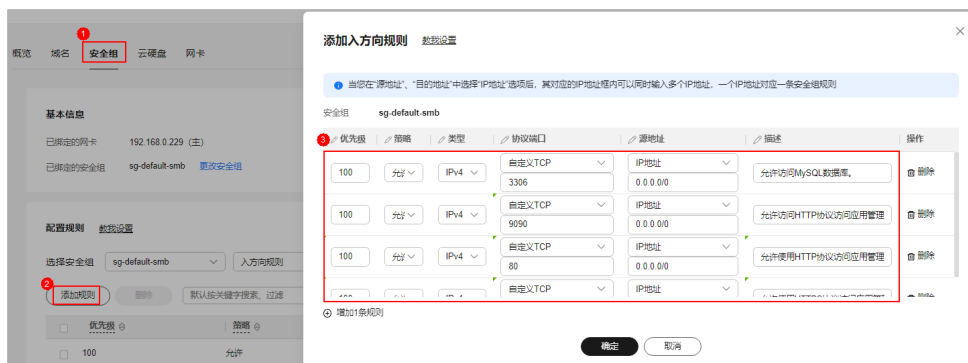 1
概览 域名 安全组 云硬盘 网卡
基本信息
已绑定的网卡 192.168.0.229 (主)
已绑定的安全组 sg-default-smb 更改安全组
配置规则 教我设置
选择安全组 sg-default-smb 入方向规则
2
添加规则 删除 默认按关键字搜索、过滤
优先级 策略
100 允许
添加入方向规则 教我设置
当您在“源地址”、“目的地址”中选择“IP地址”选项后，其对应的IP地址框内可以同时输入多个IP地址，一个IP地址对应一条安全组规则
安全组 sg-default-smb
3 优先级 策略 类型 协议端口 源地址 描述 操作
100 IPv4 自定义TCP IP地址 允许访问MySQL数据库。 删除
3306 0.0.0.0/0
100 IPv4 自定义TCP IP地址 允许访问HTTP协议访问应用管理 删除
9090 0.0.0.0/0
100 IPv4 自定义TCP IP地址 允许使用HTTP协议访问应用管理 删除
80 0.0.0.0/0
自定义TCP IP地址
增加1条规则
确定 取消